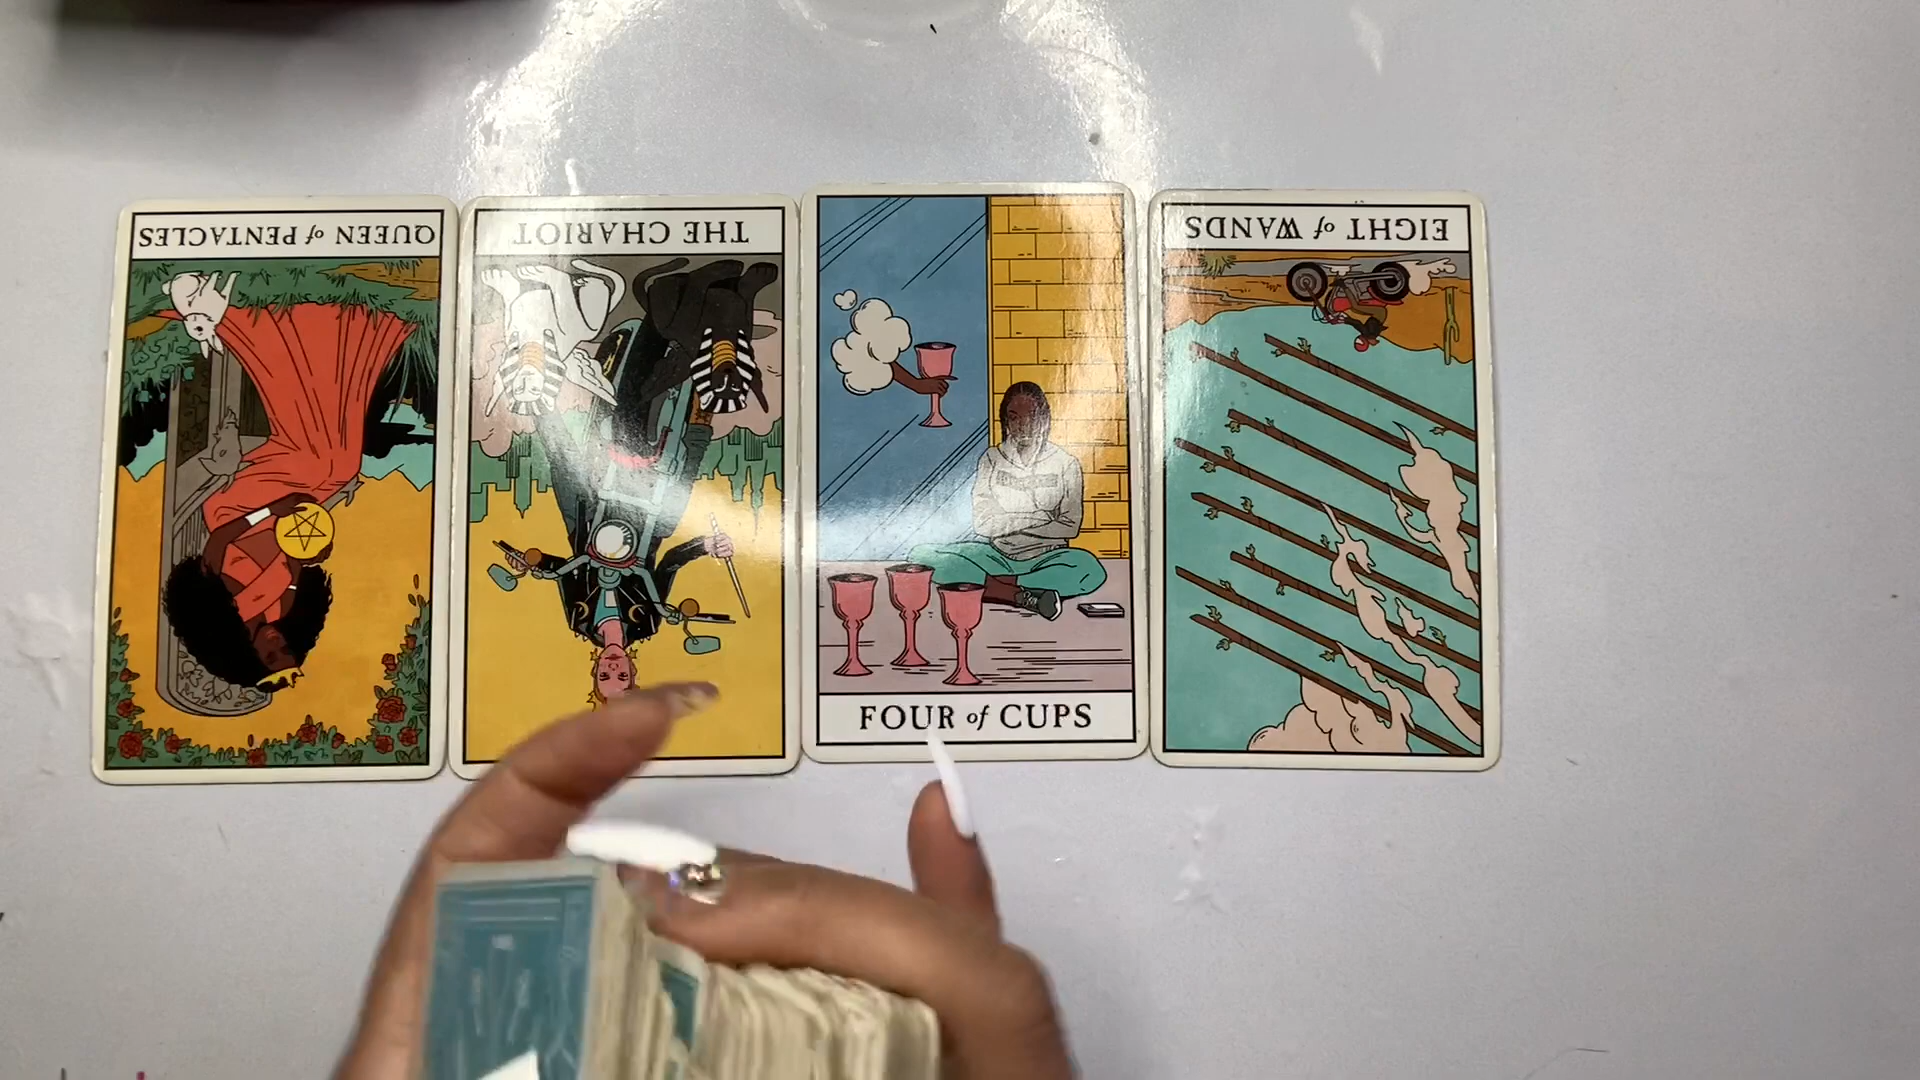 QUEEN of PENTACLES
THE CHARIOT
FOUR of CUPS
EIGHT of WANDS